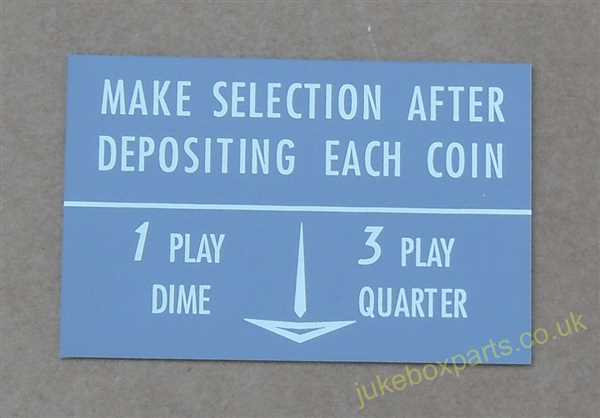 MAKE SELECTION AFTER
DEPOSITING EACH COIN
1 PLAY 3 PLAY
DIME QUARTER
jukeboxparts.co.uk